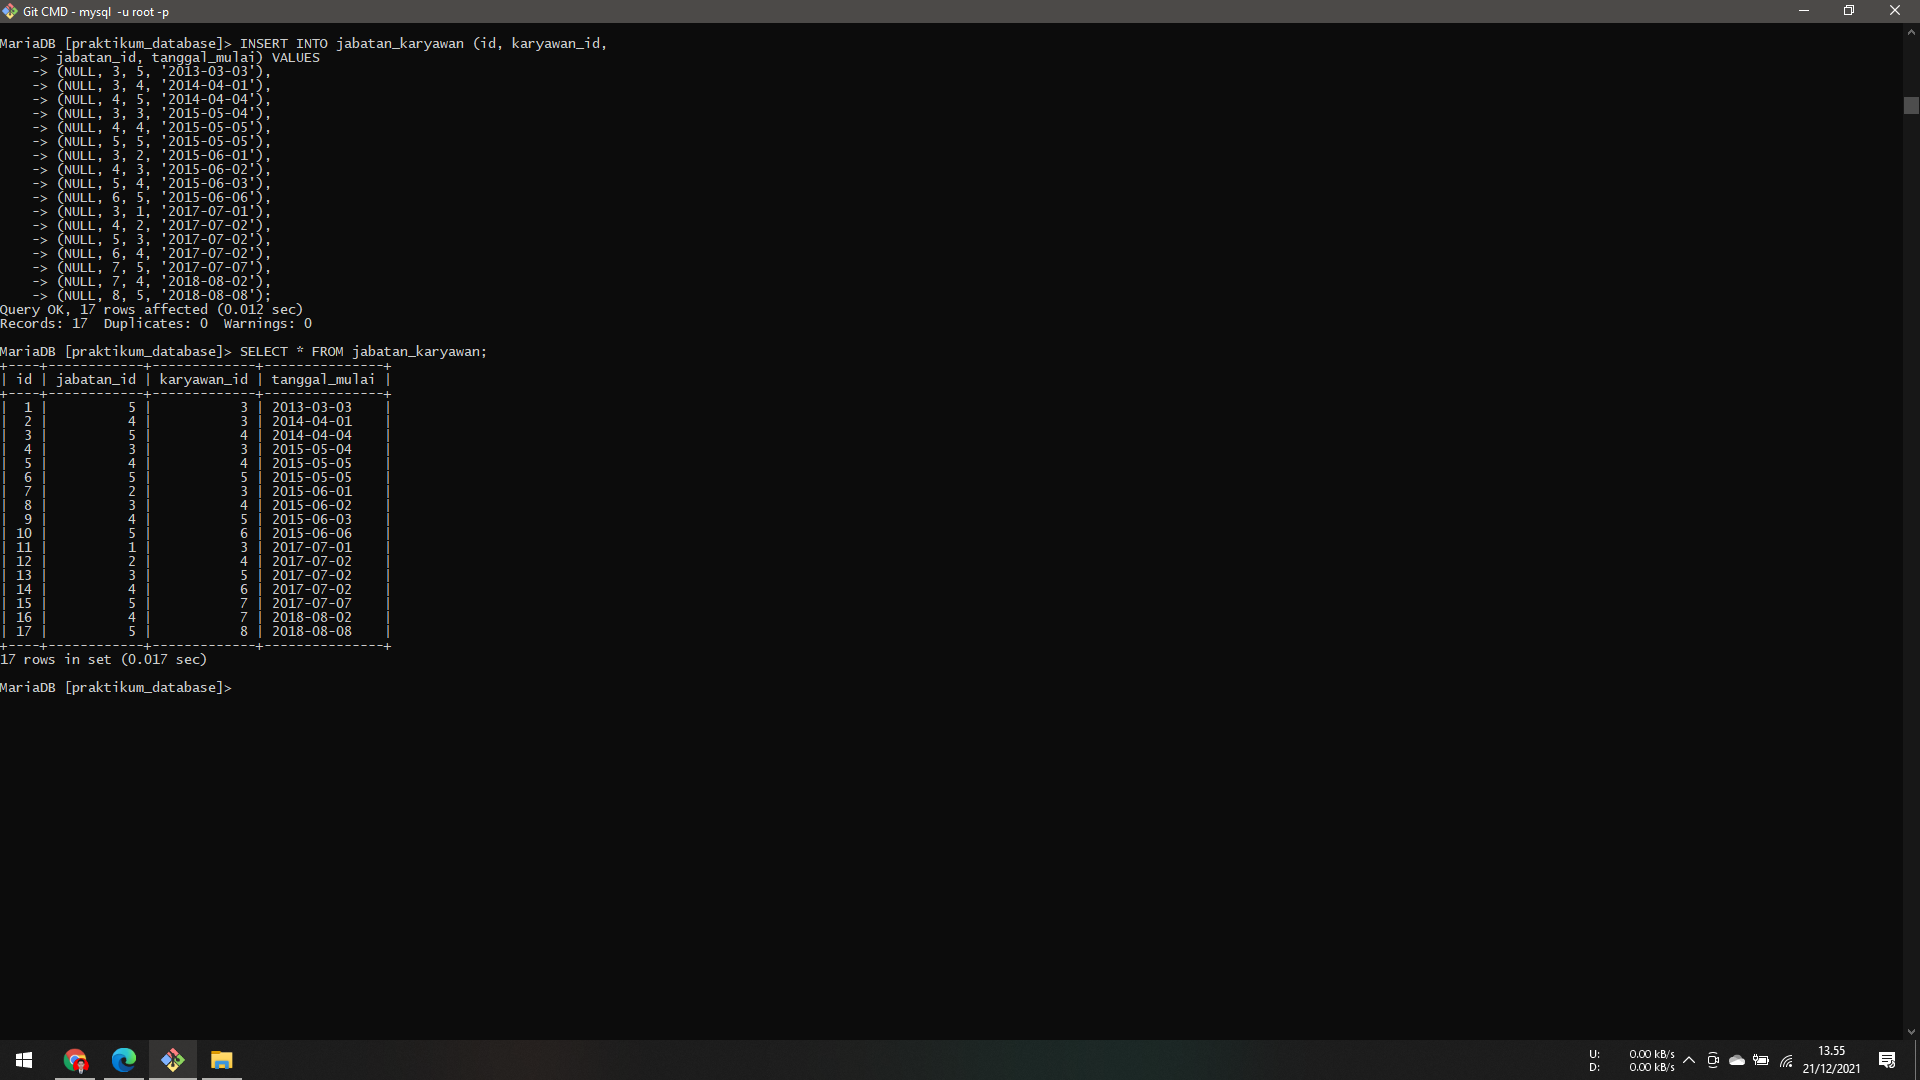 Git CMD - mysql  -u root -p
MariaDB [praktikum_database]> INSERT INTO jabatan_karyawan (id, karyawan_id,
    -> jabatan_id, tanggal_mulai) VALUES
    -> (NULL, 3, 5, '2013-03-03'),
    -> (NULL, 3, 4, '2014-04-01'),
    -> (NULL, 4, 5, '2014-04-04'),
    -> (NULL, 3, 3, '2015-05-04'),
    -> (NULL, 4, 4, '2015-05-05'),
    -> (NULL, 5, 5, '2015-05-05'),
    -> (NULL, 3, 2, '2015-06-01'),
    -> (NULL, 4, 3, '2015-06-02'),
    -> (NULL, 5, 4, '2015-06-03'),
    -> (NULL, 6, 5, '2015-06-06'),
    -> (NULL, 3, 1, '2017-07-01'),
    -> (NULL, 4, 2, '2017-07-02'),
    -> (NULL, 5, 3, '2017-07-02'),
    -> (NULL, 6, 4, '2017-07-02'),
    -> (NULL, 7, 5, '2017-07-07'),
    -> (NULL, 7, 4, '2018-08-02'),
    -> (NULL, 8, 5, '2018-08-08');
Query OK, 17 rows affected (0.012 sec)
Records: 17  Duplicates: 0  Warnings: 0
MariaDB [praktikum_database]> SELECT * FROM jabatan_karyawan;
+----+------------+-------------+---------------+
| id | jabatan_id | karyawan_id | tanggal_mulai |
+----+------------+-------------+---------------+
|  1 |          5 |           3 | 2013-03-03    |
|  2 |          4 |           3 | 2014-04-01    |
|  3 |          5 |           4 | 2014-04-04    |
|  4 |          3 |           3 | 2015-05-04    |
|  5 |          4 |           4 | 2015-05-05    |
|  6 |          5 |           5 | 2015-05-05    |
|  7 |          2 |           3 | 2015-06-01    |
|  8 |          3 |           4 | 2015-06-02    |
|  9 |          4 |           5 | 2015-06-03    |
| 10 |          5 |           6 | 2015-06-06    |
| 11 |          1 |           3 | 2017-07-01    |
| 12 |          2 |           4 | 2017-07-02    |
| 13 |          3 |           5 | 2017-07-02    |
| 14 |          4 |           6 | 2017-07-02    |
| 15 |          5 |           7 | 2017-07-07    |
| 16 |          4 |           7 | 2018-08-02    |
| 17 |          5 |           8 | 2018-08-08    |
+----+------------+-------------+---------------+
17 rows in set (0.017 sec)
MariaDB [praktikum_database]>
U: 0.00 kB/s
D: 0.00 kB/s
13.55
21/12/2021